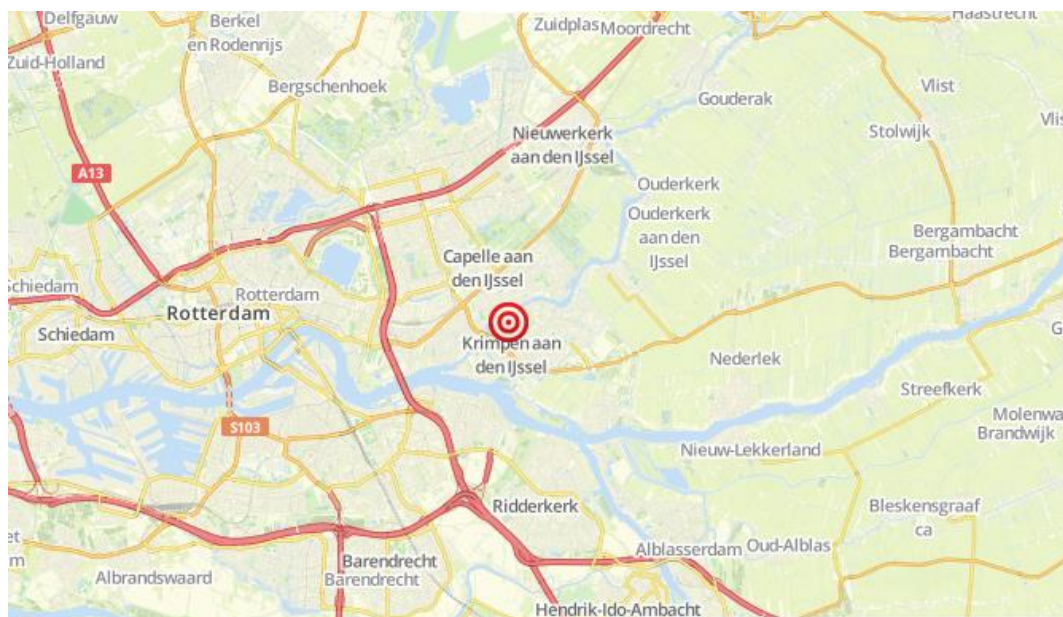 Delfgauw
Berkel
en Rodenrijs
Zuidplas
Moordrecht
Haastrecht
Zuid-Holland
Bergschenhoek
Gouderak
Vlist
Stolwijk
Nieuwerkerk
aan den IJssel
A13
Ouderkerk
Ouderkerk
aan den
IJssel
Bergambacht
Bergambacht
Capelle aan
den IJssel
Schiedam
Rotterdam
Rotterdam
Schiedam
Krimpen aan
den IJssel
Nederlek
Streefkerk
S103
Brandwijk
Nieuw-Lekkerland
Ridderkerk
Bleskensgraaf
ca
Alblasserdam
Oud-Alblas
Barendrecht
Barendrecht
Albrandswaard
Hendrik-Ido-Ambacht